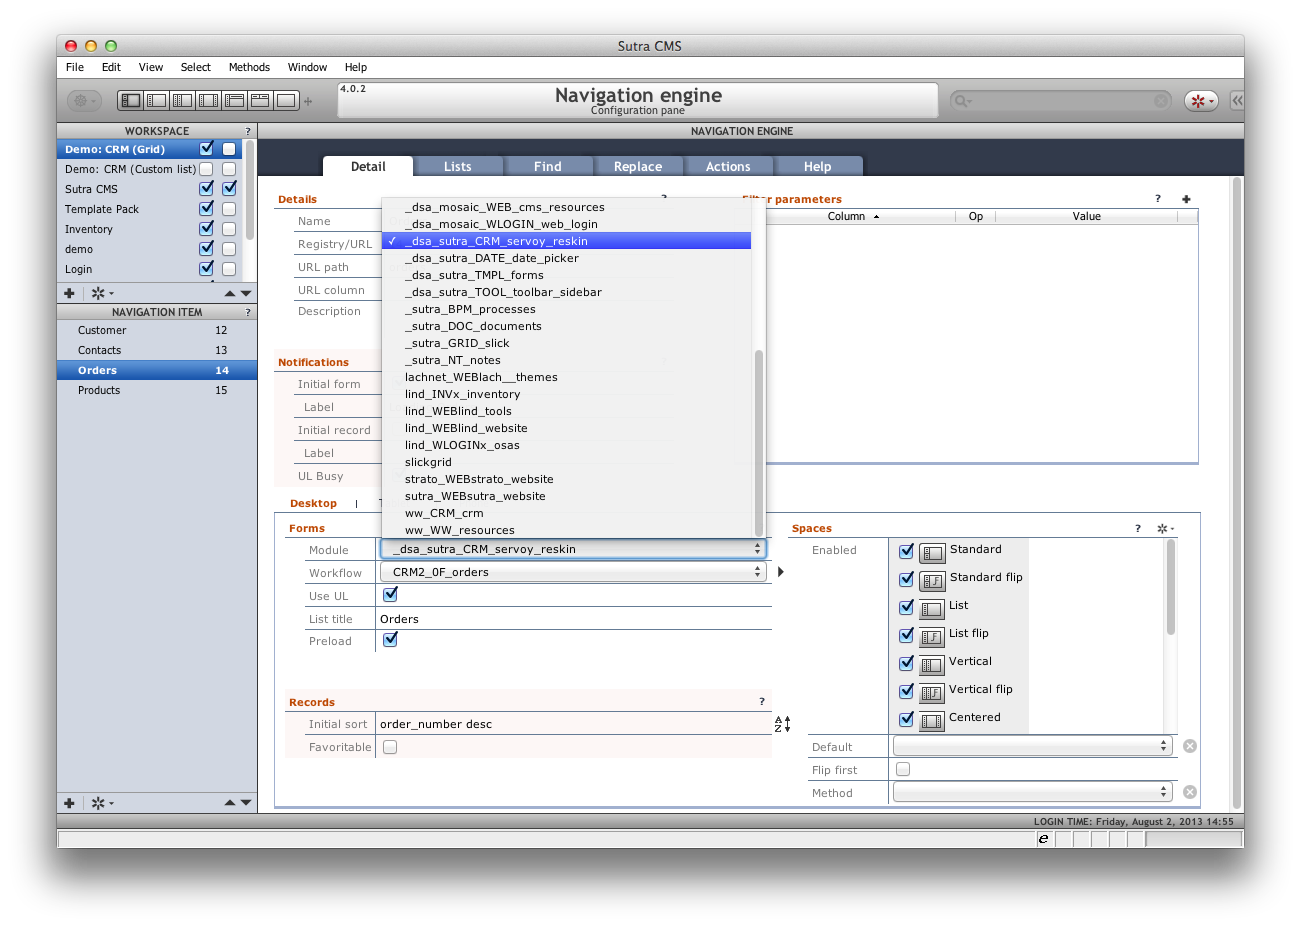 Sutra CMS
File Edit View Select Methods Window Help
4.0.2
Navigation engine
Configuration pane
WORKSPACE ?
NAVIGATION ENGINE
Demo: CRM (Grid)
Demo: CRM (Custom list)
Sutra CMS
Template Pack
Inventory
demo
Login
NAVIGATION ITEM ?
Customer 12
Contacts 13
Orders 14
Products 15
Detail Lists Find Replace Actions Help
Details ?
Name
Registry/URL
URL path
URL column
Description
Notifications
Initial form
Label
Initial record
Label
UL Busy
_dsa_mosaic_WEB_cms_resources
_dsa_mosaic_WLOGIN_web_login
✓ _dsa_sutra_CRM_servoy_reskin
_dsa_sutra_DATE_date_picker
_dsa_sutra_TMPL_forms
_dsa_sutra_TOOL_toolbar_sidebar
_sutra_BPM_processes
_sutra_DOC_documents
_sutra_GRID_slick
_sutra_NT_notes
lachnet_WEBlach__themes
lind_INVx_inventory
lind_WEBlind_tools
lind_WEBlind_website
lind_WLOGINx_osas
slickgrid
strato_WEBstrato_website
sutra_WEBsutra_website
ww_CRM_crm
ww_WW_resources
Filter parameters ?
Column Op Value
Desktop
Forms
Module _dsa_sutra_CRM_servoy_reskin
Workflow CRM2_0F_orders
Use UL
List title Orders
Preload
Records ?
Initial sort order_number desc
A
Z
Favoritable
Spaces ?
Enabled
Standard
F Standard flip
List
F List flip
Vertical
F Vertical flip
Centered
Default
Flip first
Method
LOGIN TIME: Friday, August 2, 2013 14:55
e